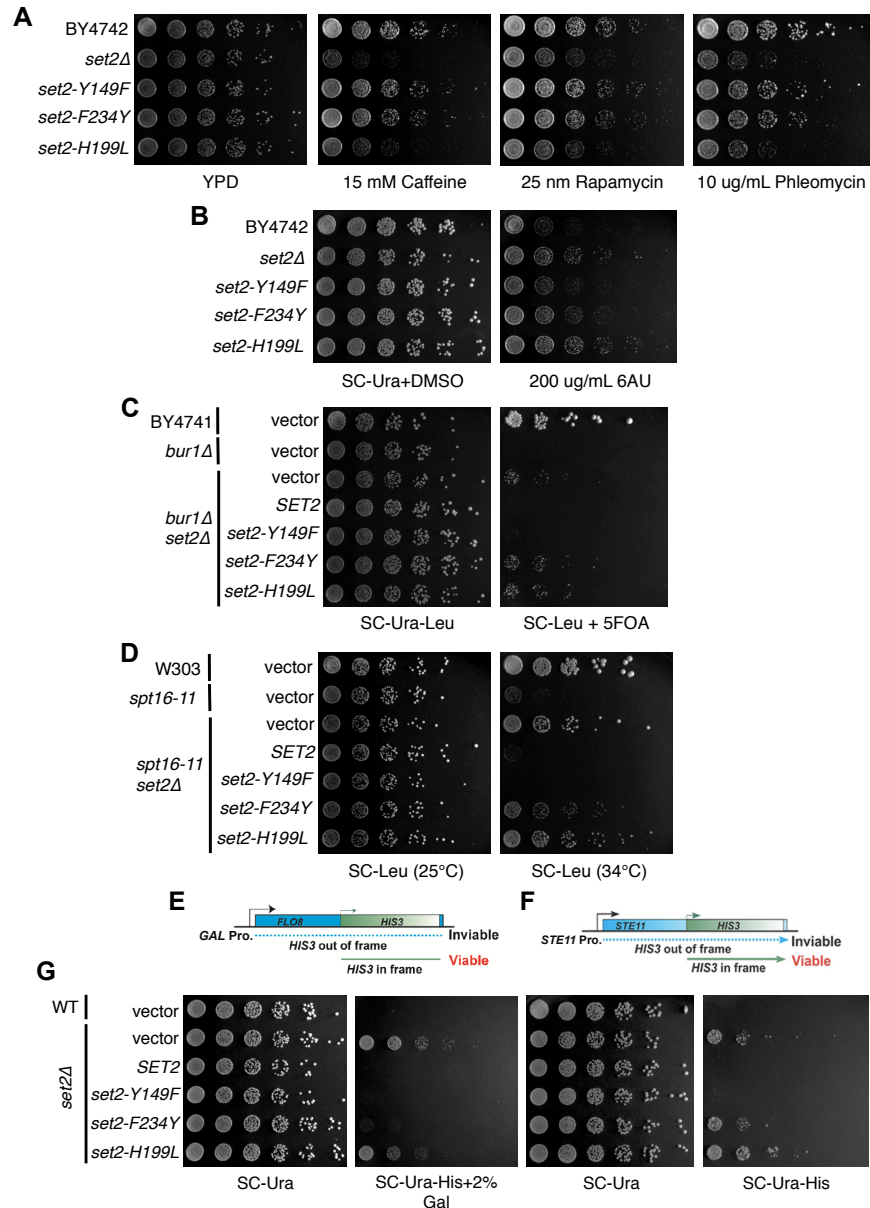 A
BY4742
set2Δ
set2-Y149F
set2-F234Y
set2-H199L
YPD
15 mM Caffeine
25 nm Rapamycin
10 ug/mL Phleomycin
B
BY4742
set2Δ
set2-Y149F
set2-F234Y
set2-H199L
SC-Ura+DMSO
200 ug/mL 6AU
C
BY4741
vector
bur1Δ
vector
bur1Δ
set2Δ
vector
SET2
set2-Y149F
set2-F234Y
set2-H199L
SC-Ura-Leu
SC-Leu + 5FOA
D
W303
vector
spt16-11
vector
spt16-11
set2Δ
vector
SET2
set2-Y149F
set2-F234Y
set2-H199L
SC-Leu (25°C)
SC-Leu (34°C)
E
FLO8
HIS3
GAL Pro.
HIS3 out of frame
Inviable
HIS3 in frame
Viable
F
STE11
HIS3
STE11 Pro.
HIS3 out of frame
Inviable
HIS3 in frame
Viable
G
WT
vector
set2Δ
vector
SET2
set2-Y149F
set2-F234Y
set2-H199L
SC-Ura
SC-Ura-His+2%
Gal
SC-Ura
SC-Ura-His